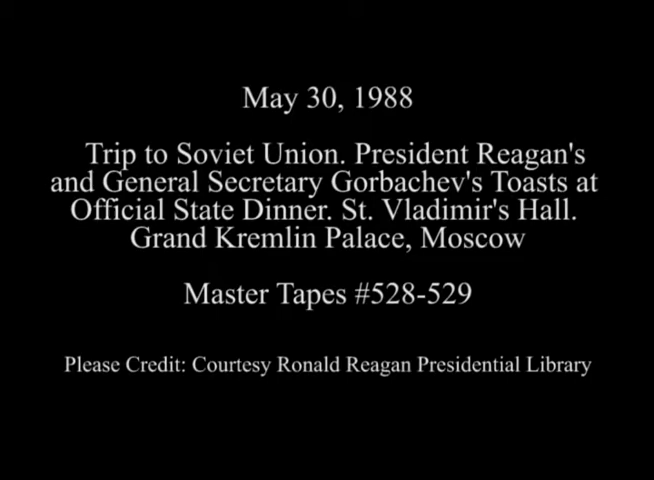 May 30, 1988
Trip to Soviet Union. President Reagan's
and General Secretary Gorbachev's Toasts at
Official State Dinner. St. Vladimir's Hall.
Grand Kremlin Palace, Moscow
Master Tapes #528-529
Please Credit: Courtesy Ronald Reagan Presidential Library